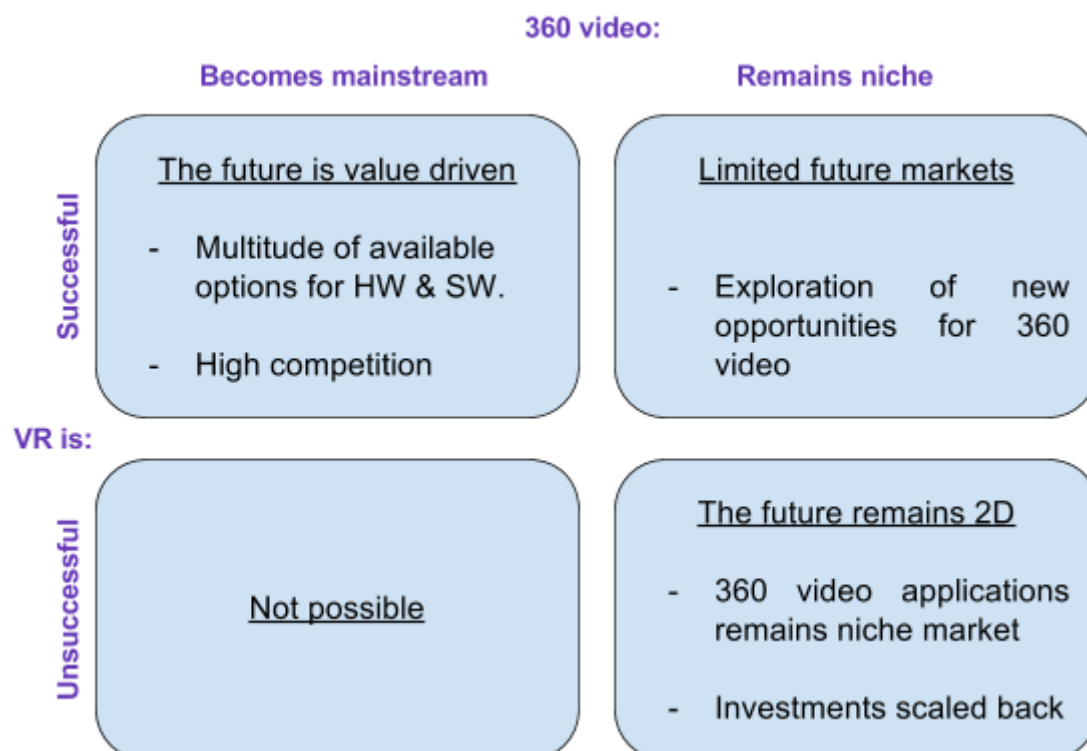 360 video:
Becomes mainstream
Remains niche
Successful
The future is value driven
- Multitude of available
options for HW & SW.
- High competition
Limited future markets
- Exploration of new
opportunities for 360
video
VR is:
Unsuccessful
Not possible
The future remains 2D
- 360 video applications
remains niche market
- Investments scaled back